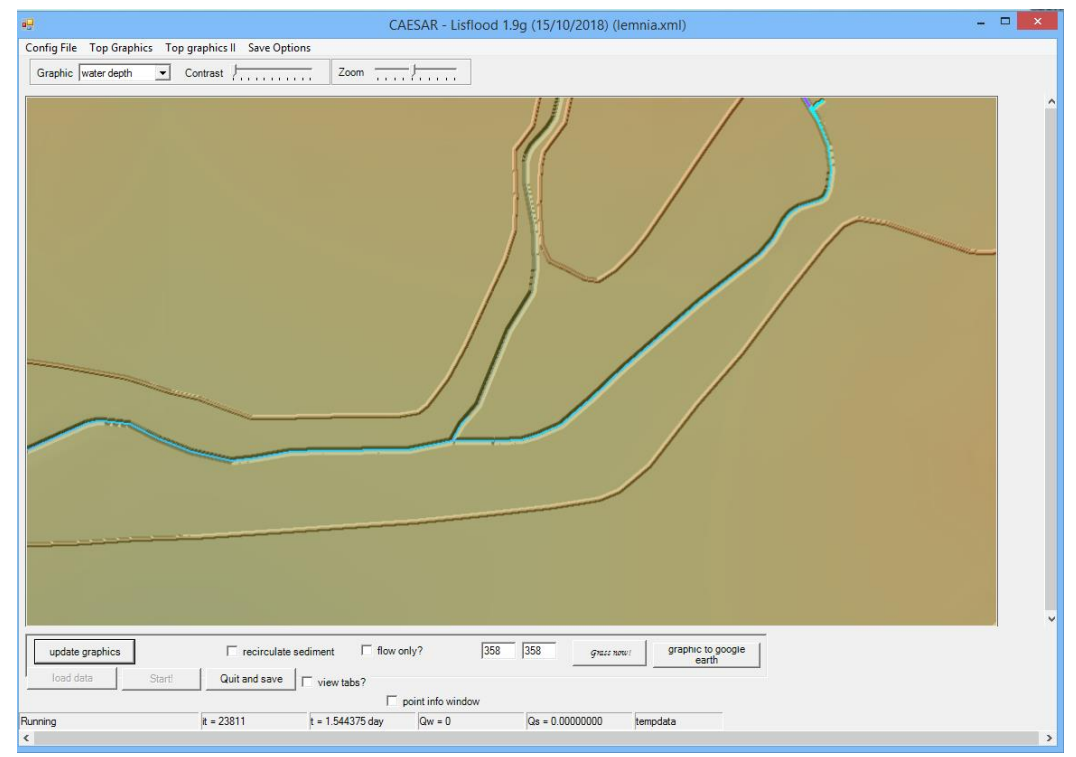 CAESAR - Lisflood 1.9g (15/10/2018) (lemnia.xml)
Config File Top Graphics Top graphics II Save Options
Graphic water depth Contrast Zoom
update graphics recirculate sediment flow only? 358 358 Grass now! graphic to google earth
load data Start! Quit and save view tabs?
point info window
Running it = 23811 t = 1.544375 day Qw = 0 Qs = 0.00000000 tempdata